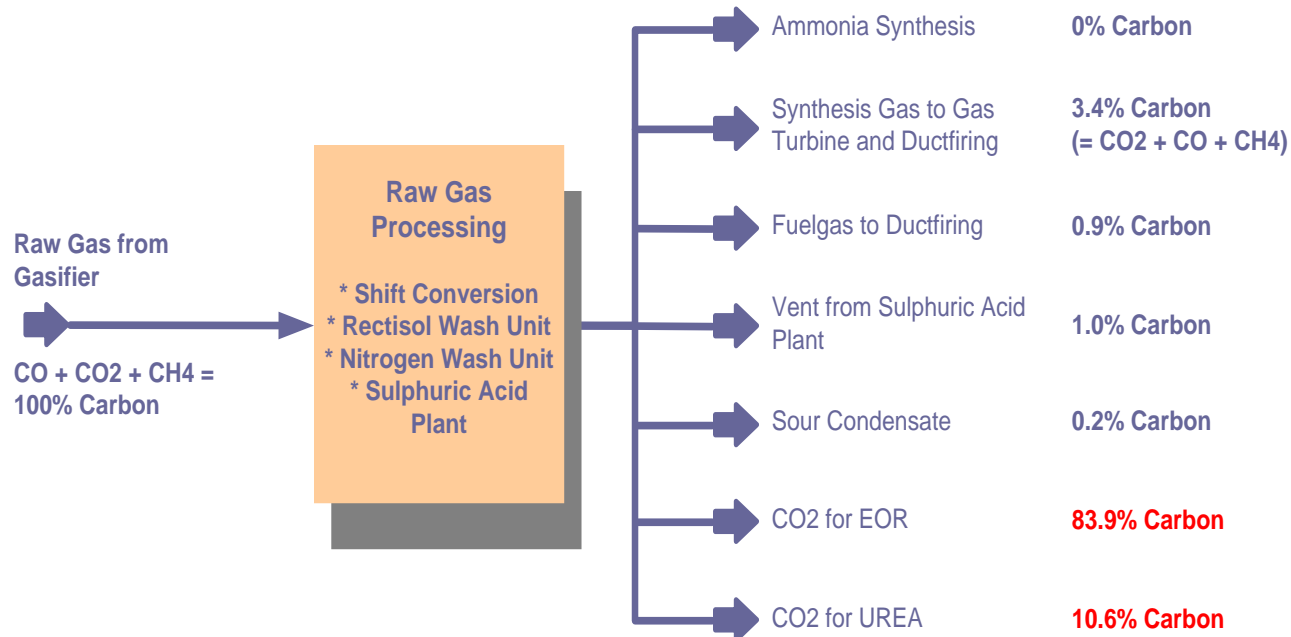 Raw Gas from
Gasifier
CO + CO2 + CH4 =
100% Carbon
Raw Gas
Processing
* Shift Conversion
* Rectisol Wash Unit
* Nitrogen Wash Unit
* Sulphuric Acid
Plant
Ammonia Synthesis
0% Carbon
Synthesis Gas to Gas
Turbine and Ductfiring
3.4% Carbon
(= CO2 + CO + CH4)
Fuelgas to Ductfiring
0.9% Carbon
Vent from Sulphuric Acid
Plant
1.0% Carbon
Sour Condensate
0.2% Carbon
CO2 for EOR
83.9% Carbon
CO2 for UREA
10.6% Carbon